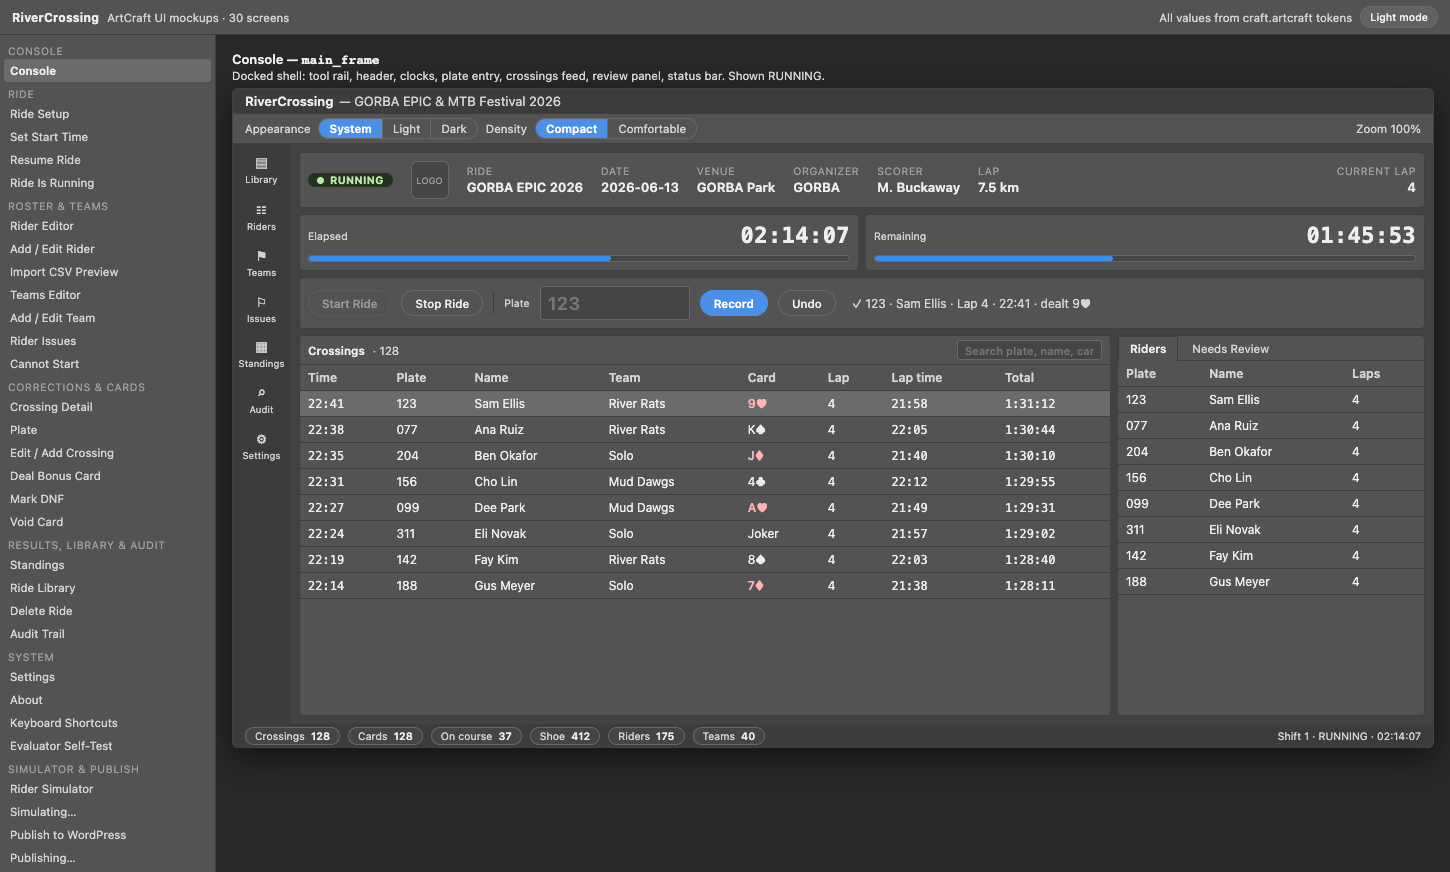 RiverCrossing ArtCraft UI mockups · 30 screens
All values from craft.artcraft tokens Light mode
CONSOLE
Console
RIDE
Ride Setup
Set Start Time
Resume Ride
Ride Is Running
ROSTER & TEAMS
Rider Editor
Add / Edit Rider
Import CSV Preview
Teams Editor
Add / Edit Team
Rider Issues
Cannot Start
CORRECTIONS & CARDS
Crossing Detail
Plate
Edit / Add Crossing
Deal Bonus Card
Mark DNF
Void Card
RESULTS, LIBRARY & AUDIT
Standings
Ride Library
Delete Ride
Audit Trail
SYSTEM
Settings
About
Keyboard Shortcuts
Evaluator Self-Test
SIMULATOR & PUBLISH
Rider Simulator
Simulating...
Publish to WordPress
Publishing...
Console — main_frame
Docked shell: tool rail, header, clocks, plate entry, crossings feed, review panel, status bar. Shown RUNNING.
RiverCrossing — GORBA EPIC & MTB Festival 2026
Appearance System Light Dark Density Compact Comfortable Zoom 100%
Library
Riders
Teams
Issues
Standings
Audit
Settings
● RUNNING
LOGO
RIDE DATE VENUE ORGANIZER SCORER LAP CURRENT LAP
GORBA EPIC 2026 2026-06-13 GORBA Park GORBA M. Buckaway 7.5 km 4
Elapsed 02:14:07
Remaining 01:45:53
Start Ride Stop Ride Plate 123 Record Undo ✓ 123 · Sam Ellis · Lap 4 · 22:41 · dealt 9♥
Crossings · 128 Search plate, name, car
Time Plate Name Team Card Lap Lap time Total
22:41 123 Sam Ellis River Rats 9♥ 4 21:58 1:31:12
22:38 077 Ana Ruiz River Rats K♠ 4 22:05 1:30:44
22:35 204 Ben Okafor Solo J♦ 4 21:40 1:30:10
22:31 156 Cho Lin Mud Dawgs 4♣ 4 22:12 1:29:55
22:27 099 Dee Park Mud Dawgs A♥ 4 21:49 1:29:31
22:24 311 Eli Novak Solo Joker 4 21:57 1:29:02
22:19 142 Fay Kim River Rats 8♠ 4 22:03 1:28:40
22:14 188 Gus Meyer Solo 7♦ 4 21:38 1:28:11
Riders Needs Review
Plate Name Laps
123 Sam Ellis 4
077 Ana Ruiz 4
204 Ben Okafor 4
156 Cho Lin 4
099 Dee Park 4
311 Eli Novak 4
142 Fay Kim 4
188 Gus Meyer 4
Crossings 128 Cards 128 On course 37 Shoe 412 Riders 175 Teams 40
Shift 1 · RUNNING · 02:14:07